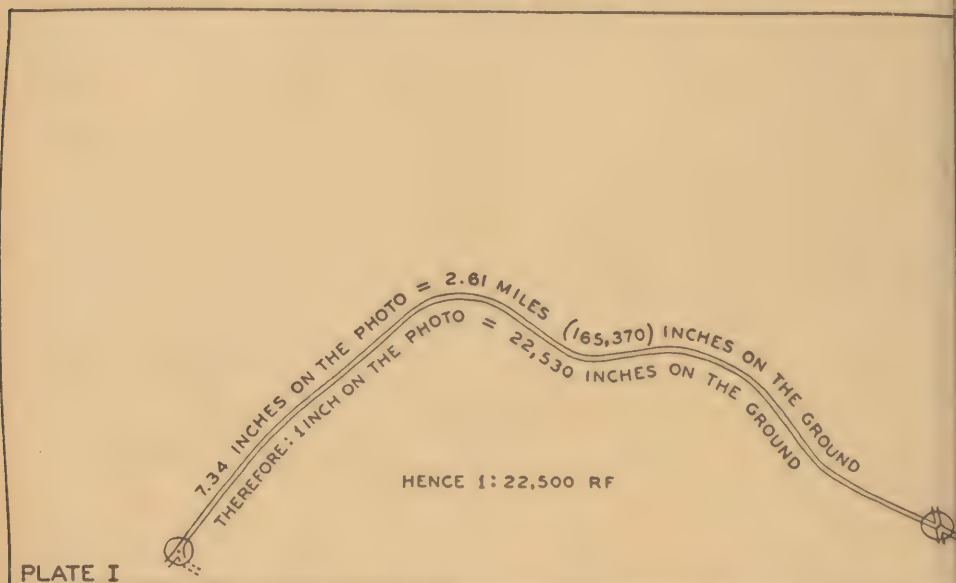 7.34 INCHES ON THE PHOTO = 2.61 MILES (165,370) INCHES ON THE GROUND
THEREFORE: 1 INCH ON THE PHOTO = 22,530 INCHES ON THE GROUND
HENCE 1:22,500 RF
PLATE I